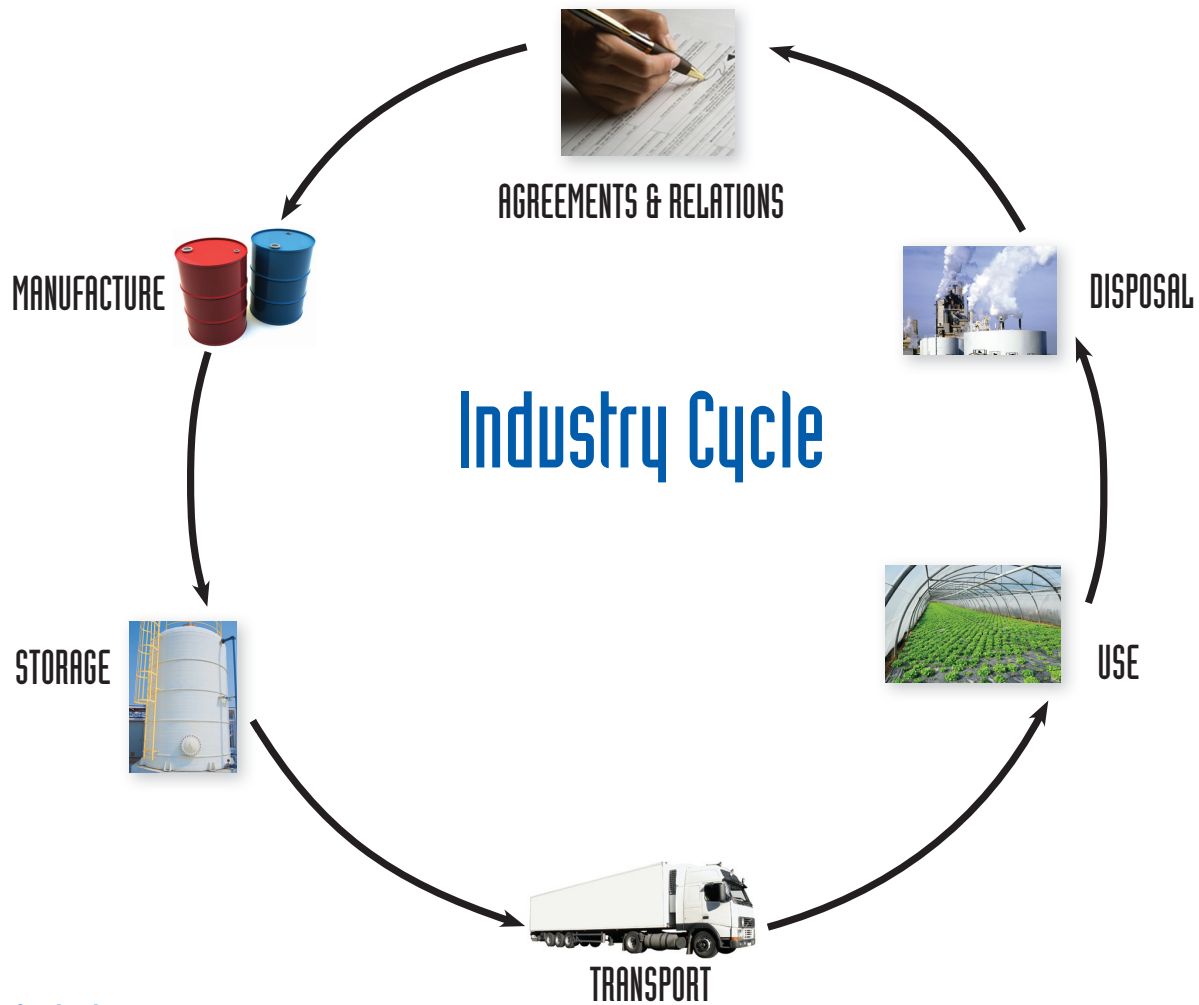 AGREEMENTS & RELATIONS
MANUFACTURE
DISPOSAL
Industry Cycle
STORAGE
USE
TRANSPORT